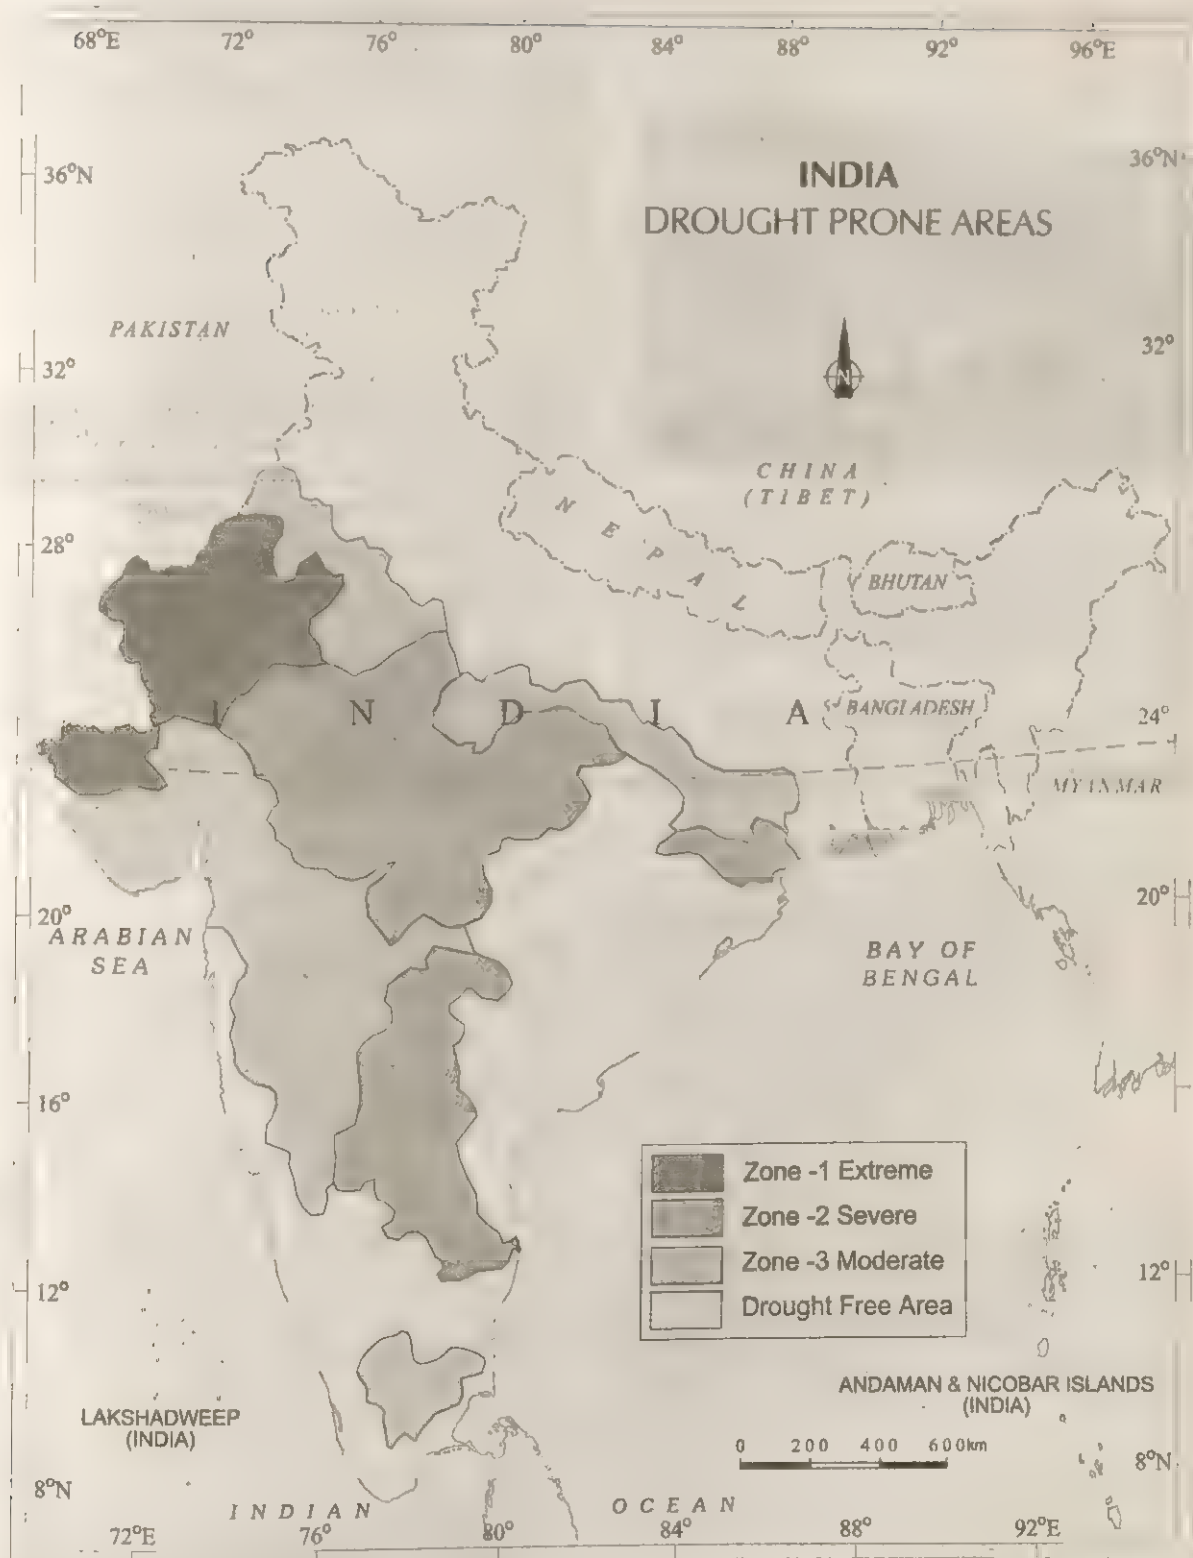 68°E 72° 76° 80° 84° 88° 92° 96°E
36°N
36°N
INDIA
DROUGHT PRONE AREAS
PAKISTAN
32°
32°
N
CHINA
(TIBET)
NEPAL
28°
BHUTAN
INDIA
BANGLADESH
24°
MYANMAR
20°
20°
ARABIAN
SEA
BAY OF
BENGAL
16°
Zone -1 Extreme
Zone -2 Severe
Zone -3 Moderate
Drought Free Area
12°
12°
ANDAMAN & NICOBAR ISLANDS
(INDIA)
LAKSHADWEEP
(INDIA)
0 200 400 600km
8°N
8°N
INDIAN OCEAN
72°E 76° 80° 84° 88° 92°E